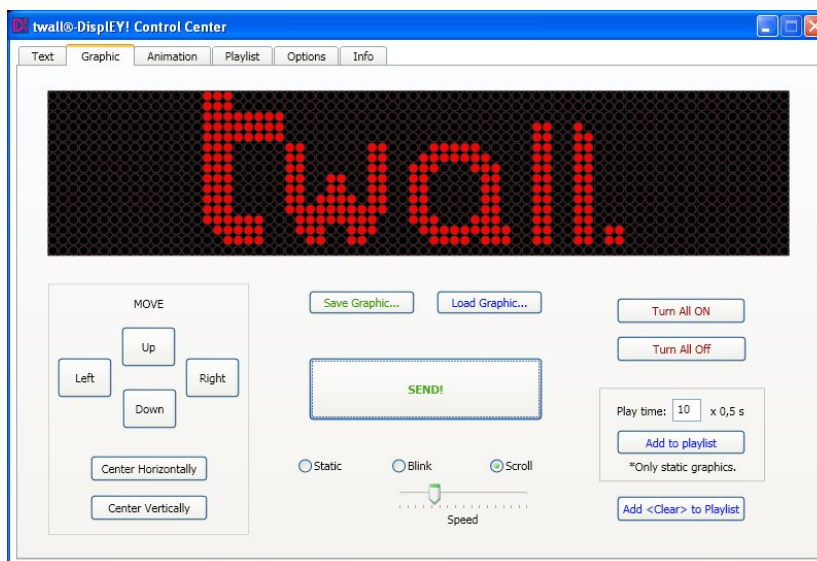 twall®-DisplEY! Control Center
Text Graphic Animation Playlist Options Info
twall.
MOVE
Up
Left Right
Down
Center Horizontally
Center Vertically
Save Graphic... Load Graphic...
SEND!
Static Blink Scroll
Speed
Turn All ON
Turn All Off
Play time: 10 x 0,5 s
Add to playlist
*Only static graphics.
Add <Clear> to Playlist